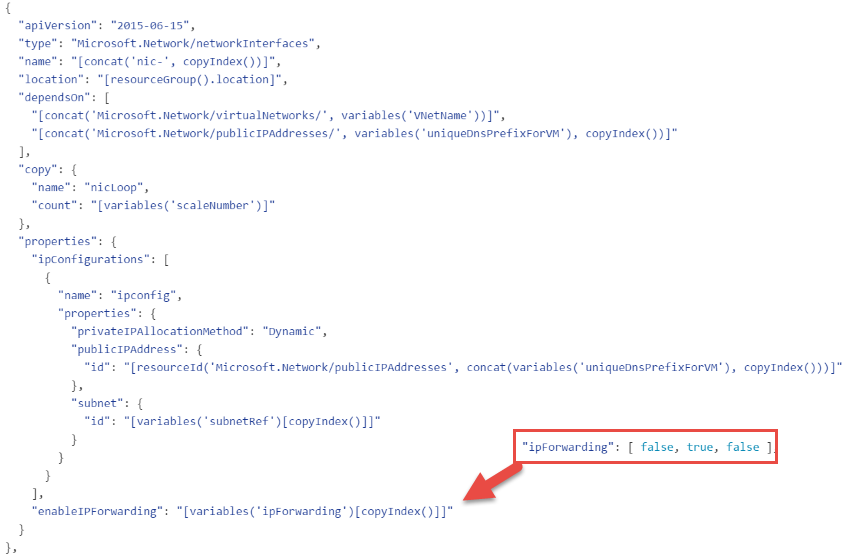 {
"apiVersion": "2015-06-15",
"type": "Microsoft.Network/networkInterfaces",
"name": "[concat('nic-', copyIndex())]",
"location": "[resourceGroup().location]",
"dependsOn": [
"[concat('Microsoft.Network/virtualNetworks/', variables('VNetName'))]",
"[concat('Microsoft.Network/publicIPAddresses/', variables('uniqueDnsPrefixForVM'), copyIndex())]"
],
"copy": {
"name": "nicLoop",
"count": "[variables('scaleNumber')]"
},
"properties": {
"ipConfigurations": [
{
"name": "ipconfig",
"properties": {
"privateIPAllocationMethod": "Dynamic",
"publicIPAddress": {
"id": "[resourceId('Microsoft.Network/publicIPAddresses', concat(variables('uniqueDnsPrefixForVM'), copyIndex()))]"
},
"subnet": {
"id": "[variables('subnetRef')[copyIndex()]]"
}
"ipForwarding": [ false, true, false ],
}
}
],
"enableIPForwarding": "[variables('ipForwarding')[copyIndex()]]"
}
},